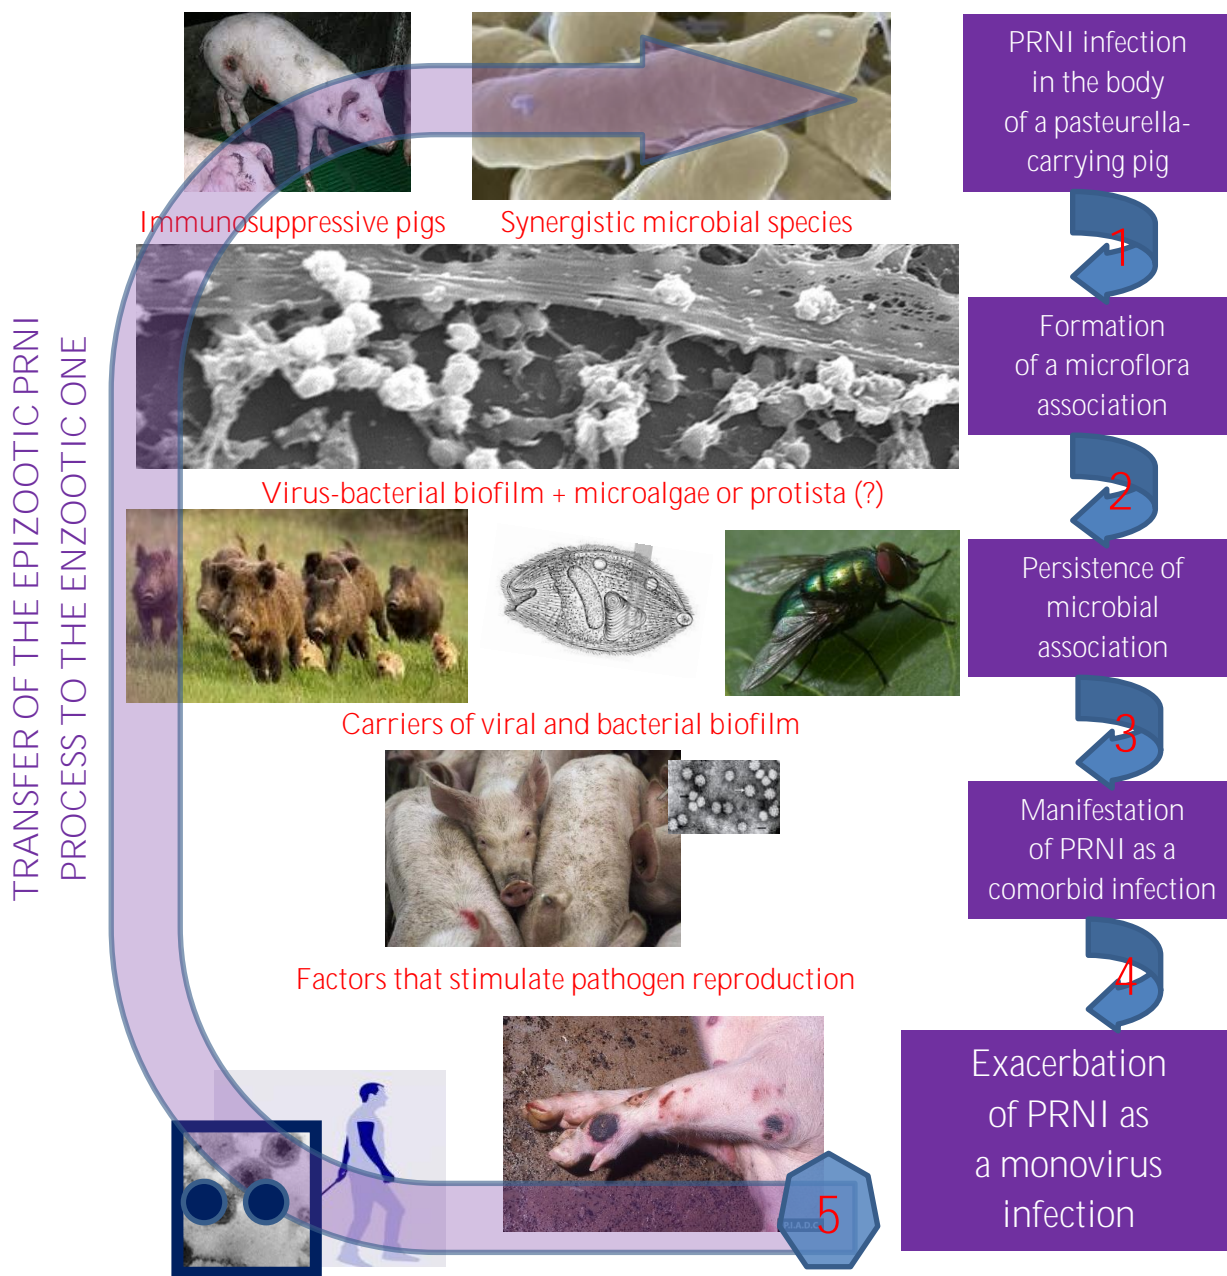 PRNI infection
in the body
of a pasteurella-
carrying pig
Immunosuppressive pigs
Synergistic microbial species
1
Formation
of a microflora
association
Virus-bacterial biofilm + microalgae or protista (?)
2
Persistence of
microbial
association
Carriers of viral and bacterial biofilm
3
Manifestation
of PRNI as a
comorbid infection
Factors that stimulate pathogen reproduction
4
Exacerbation
of PRNI as
a monovirus
infection
5
P.I.A.D.C
TRANSFER OF THE EPIZOOTIC PRNI
PROCESS TO THE ENZOOTIC ONE